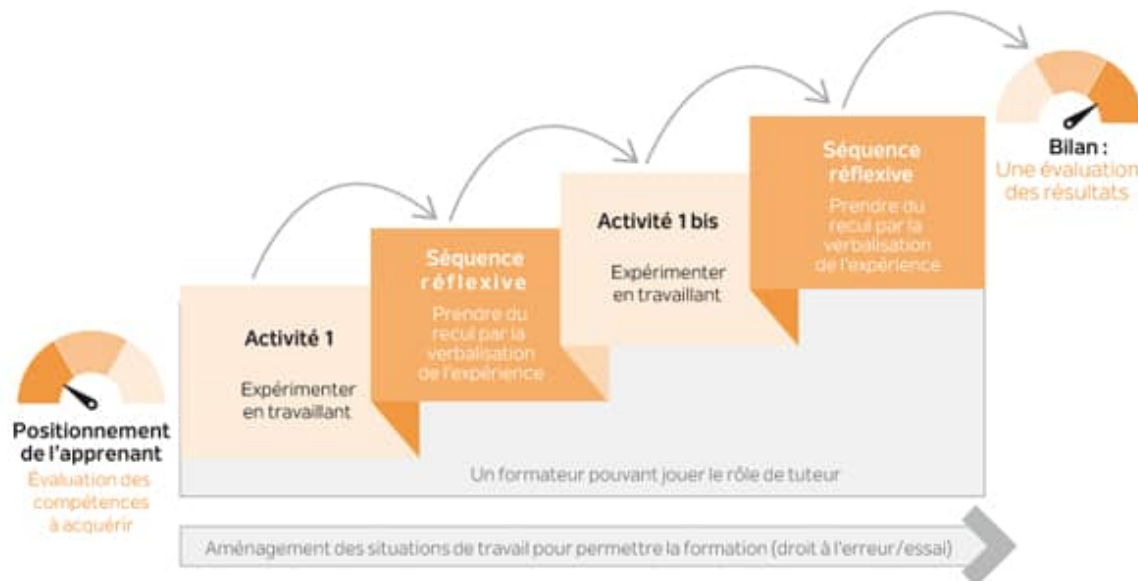 Positionnement
de l'apprenant
Évaluation des
compétences
à acquérir
Activité 1
Expérimenter
en travaillant
Séquence
réflexive
Prendre du
recul par la
verbalisation
de l'expérience
Activité 1 bis
Expérimenter
en travaillant
Séquence
réflexive
Prendre du
recul par la
verbalisation
de l'expérience
Bilan :
Une évaluation
des résultats
Un formateur pouvant jouer le rôle de tuteur
Aménagement des situations de travail pour permettre la formation (droit à l'erreur/essai)